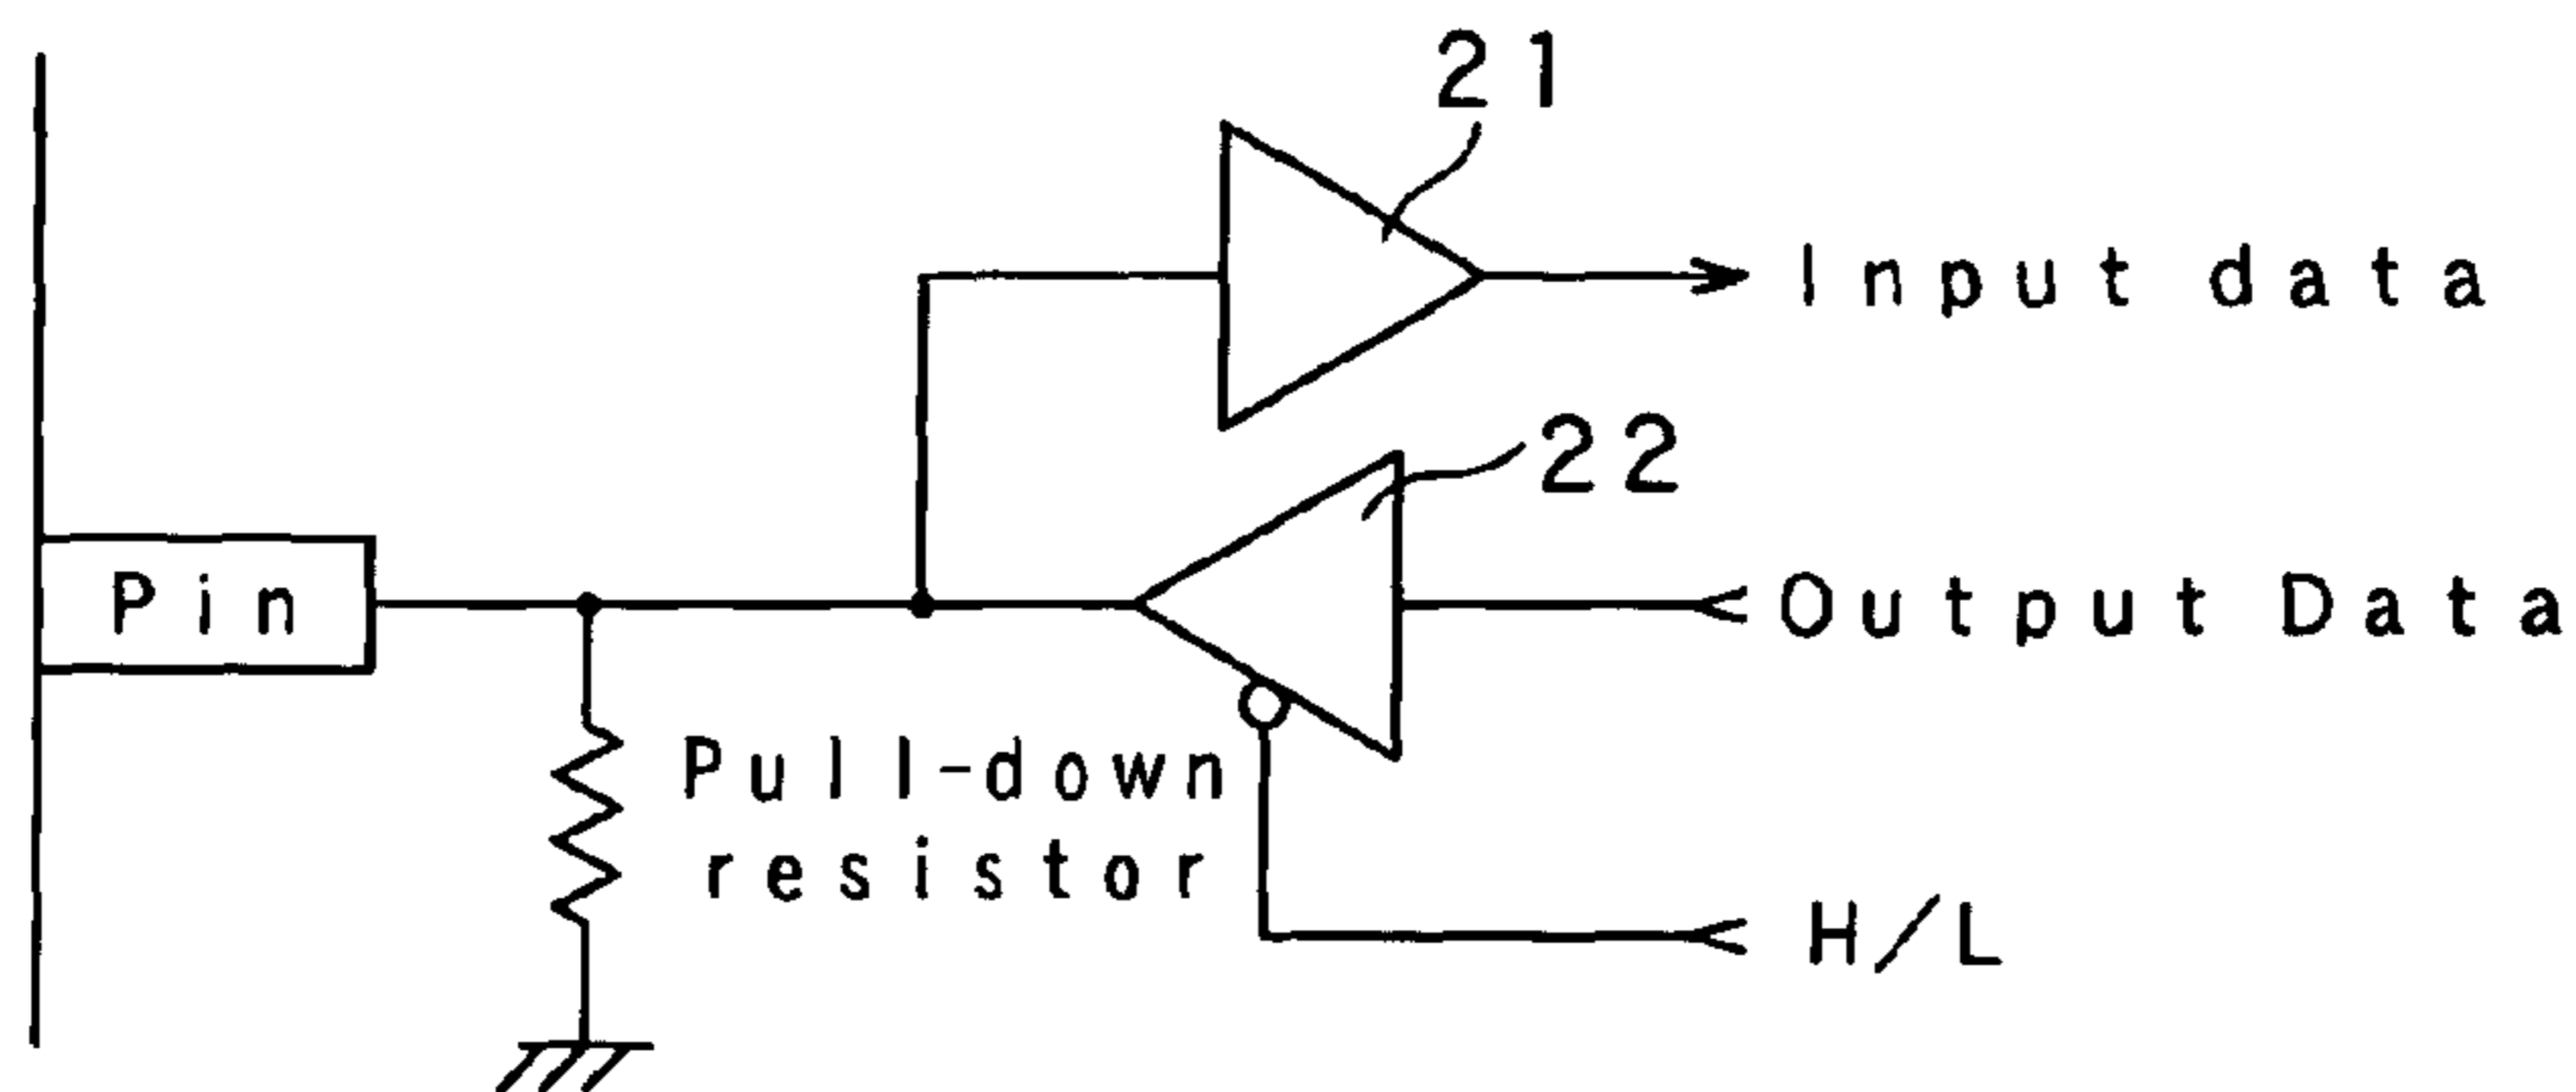 21
Input data
22
Pin
Output Data
Pull-down
resistor
H/L